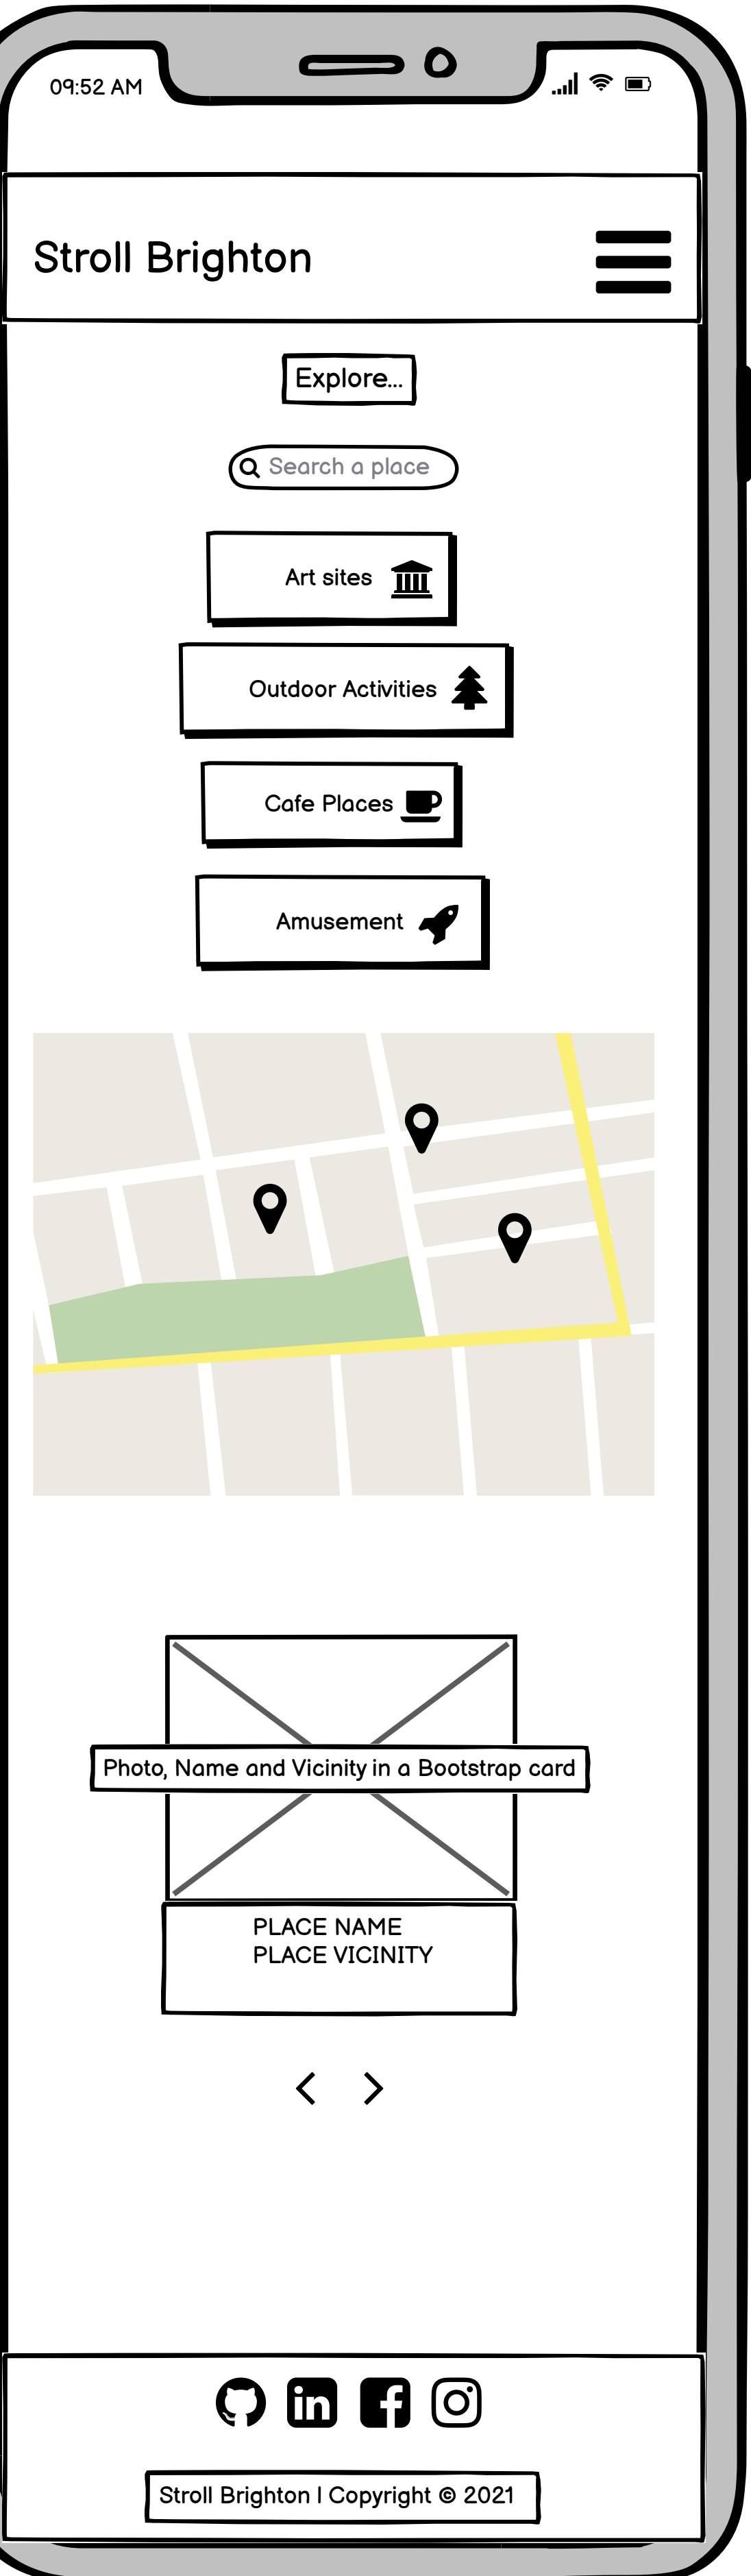 09:52 AM
Stroll Brighton
Explore...
Search a place
Art sites
Outdoor Activities
Cafe Places
Amusement
Photo, Name and Vicinity in a Bootstrap card
PLACE NAME
PLACE VICINITY
in
f
Stroll Brighton | Copyright © 2021